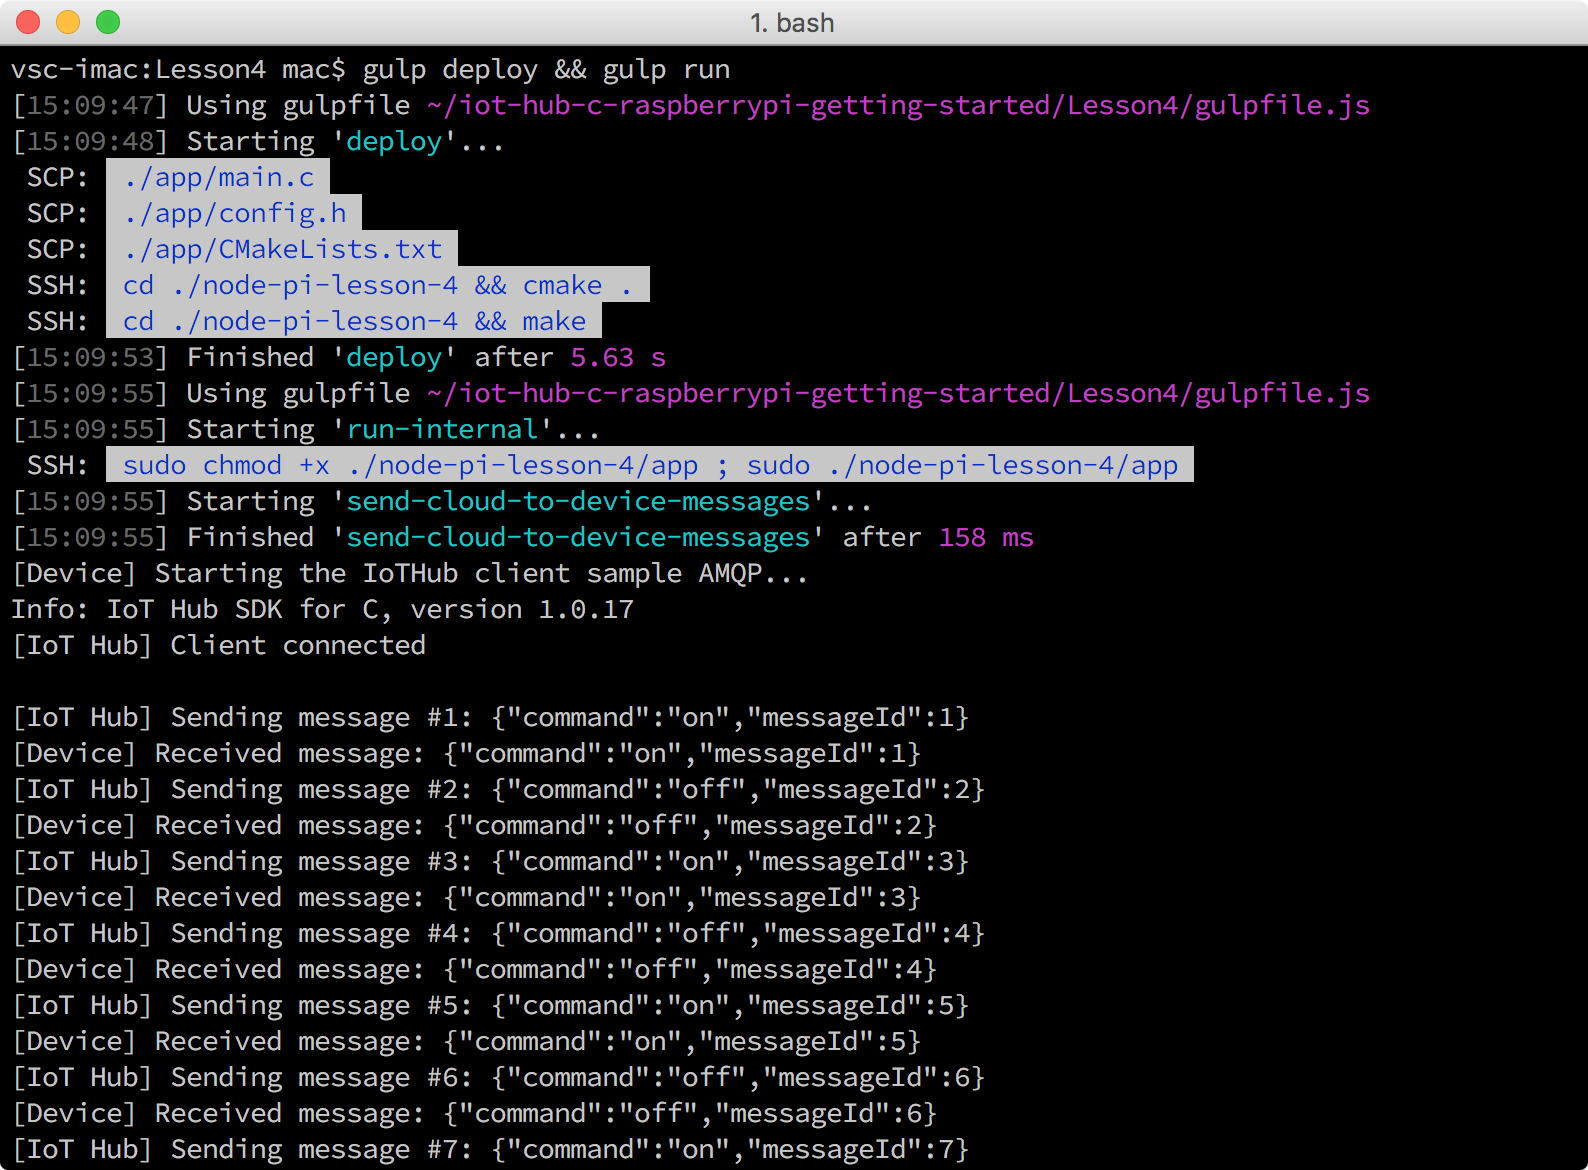 1. bash
vsc-imac:Lesson4 mac$ gulp deploy && gulp run
[15:09:47] Using gulpfile ~/iot-hub-c-raspberrypi-getting-started/Lesson4/gulpfile.js
[15:09:48] Starting 'deploy'...
SCP: ./app/main.c
SCP: ./app/config.h
SCP: ./app/CMakeLists.txt
SSH: cd ./node-pi-lesson-4 && cmake .
SSH: cd ./node-pi-lesson-4 && make
[15:09:53] Finished 'deploy' after 5.63 s
[15:09:55] Using gulpfile ~/iot-hub-c-raspberrypi-getting-started/Lesson4/gulpfile.js
[15:09:55] Starting 'run-internal'...
SSH: sudo chmod +x ./node-pi-lesson-4/app ; sudo ./node-pi-lesson-4/app
[15:09:55] Starting 'send-cloud-to-device-messages'...
[15:09:55] Finished 'send-cloud-to-device-messages' after 158 ms
[Device] Starting the IoTHub client sample AMQP...
Info: IoT Hub SDK for C, version 1.0.17
[IoT Hub] Client connected
[IoT Hub] Sending message #1: {"command":"on","messageId":1}
[Device] Received message: {"command":"on","messageId":1}
[IoT Hub] Sending message #2: {"command":"off","messageId":2}
[Device] Received message: {"command":"off","messageId":2}
[IoT Hub] Sending message #3: {"command":"on","messageId":3}
[Device] Received message: {"command":"on","messageId":3}
[IoT Hub] Sending message #4: {"command":"off","messageId":4}
[Device] Received message: {"command":"off","messageId":4}
[IoT Hub] Sending message #5: {"command":"on","messageId":5}
[Device] Received message: {"command":"on","messageId":5}
[IoT Hub] Sending message #6: {"command":"off","messageId":6}
[Device] Received message: {"command":"off","messageId":6}
[IoT Hub] Sending message #7: {"command":"on","messageId":7}